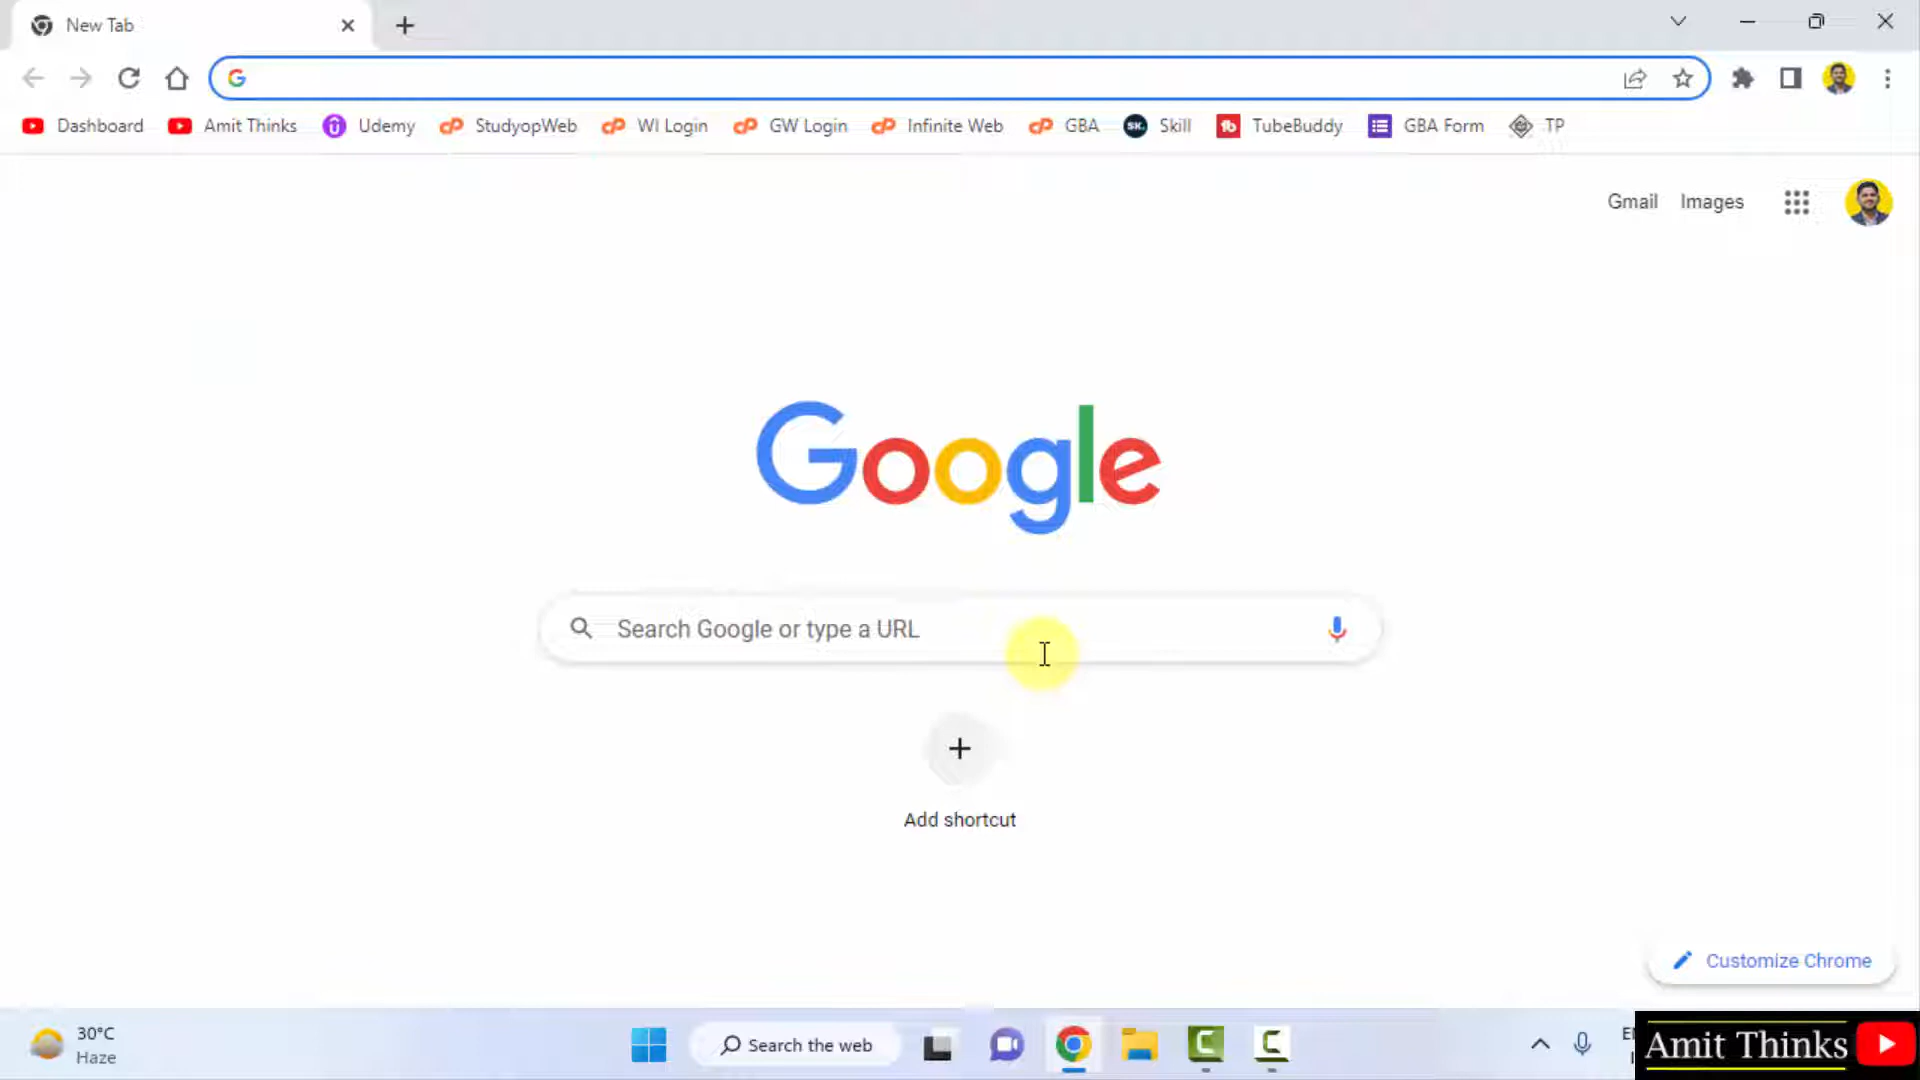 New Tab
Dashboard Amit Thinks Udemy StudyopWeb WI Login GW Login Infinite Web GBA Skill TubeBuddy GBA Form TP
Gmail Images
Google
Search Google or type a URL
Add shortcut
Customize Chrome
30°C
Haze
Search the web
Amit Thinks